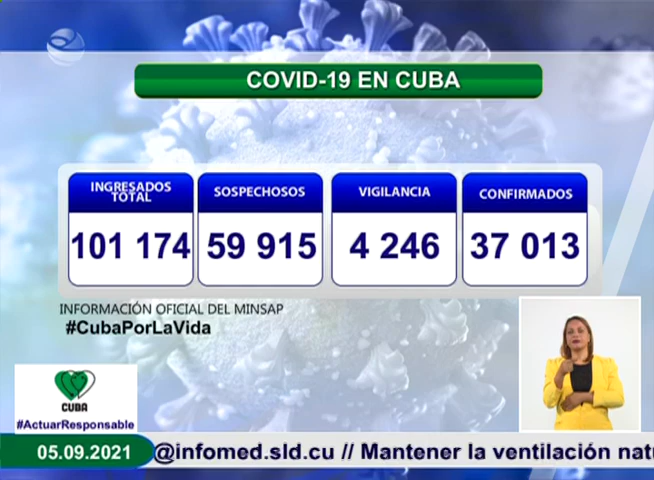 COVID-19 EN CUBA
INGRESADOS
TOTAL
101 174
SOSPECHOSOS
59 915
VIGILANCIA
4 246
CONFIRMADOS
37 013
INFORMACIÓN OFICIAL DEL MINSAP
#CubaPorLaVida
CUBA
#ActuarResponsable
05.09.2021
@infomed.sld.cu // Mantener la ventilación natu